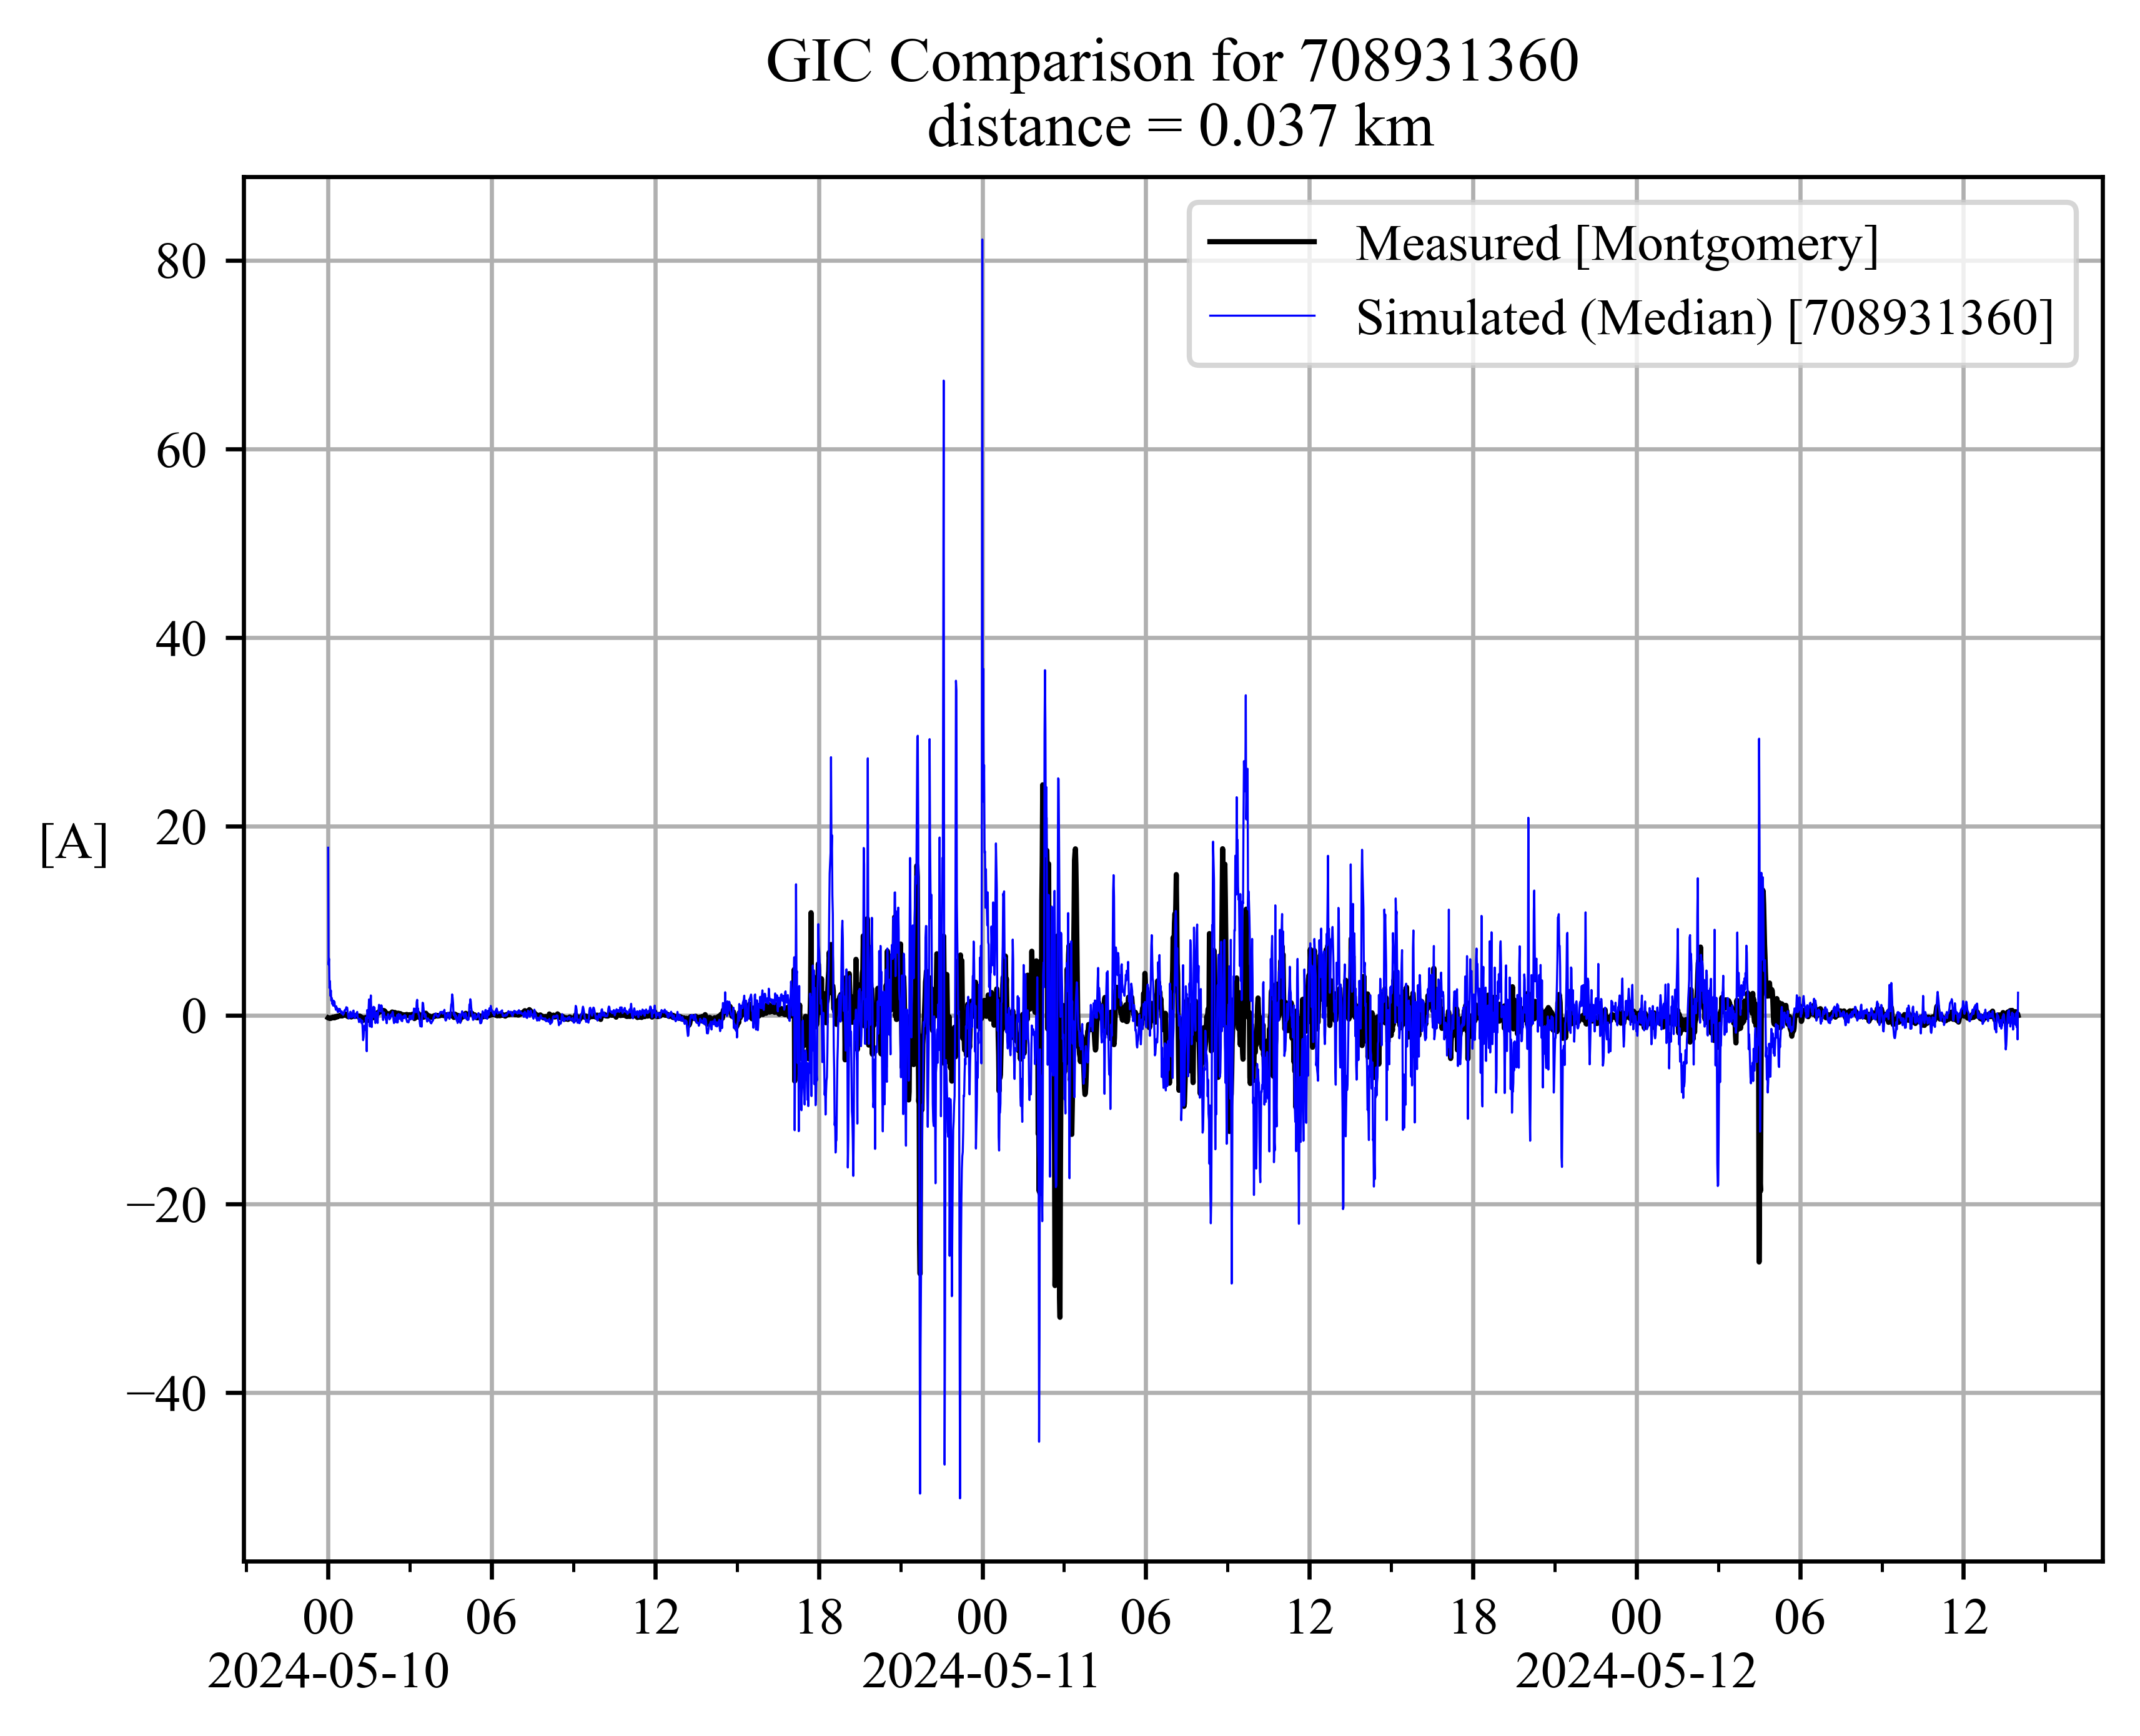 GIC Comparison for 708931360
distance = 0.037 km
Measured [Montgomery]
Simulated (Median) [708931360]
80
60
40
20
0
−20
−40
[A]
00 06 12 18 00 06 12 18 00 06 12
2024-05-10 2024-05-11 2024-05-12